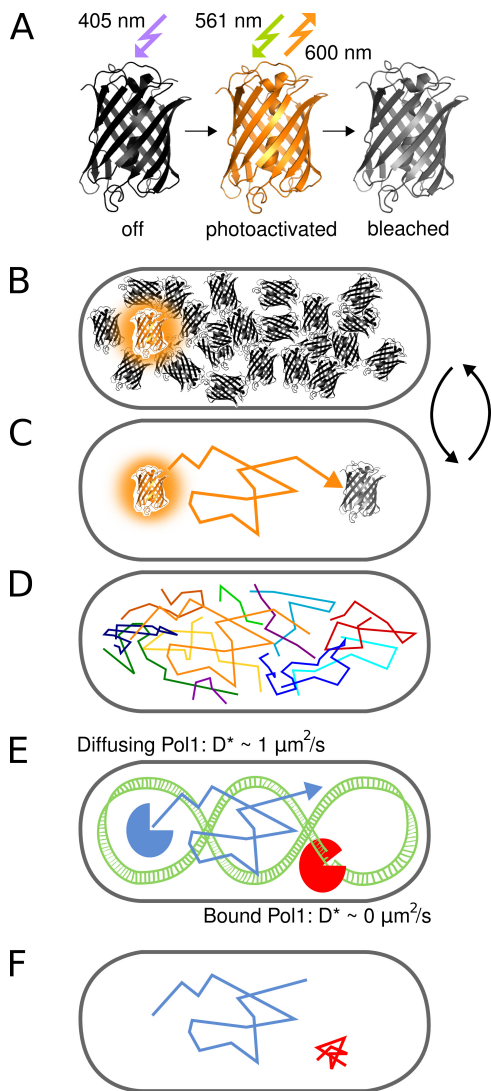 A
405 nm
561 nm
600 nm
off
photoactivated
bleached
B
C
D
E
Diffusing Pol1: D* ~ 1 μm²/s
Bound Pol1: D* ~ 0 μm²/s
F